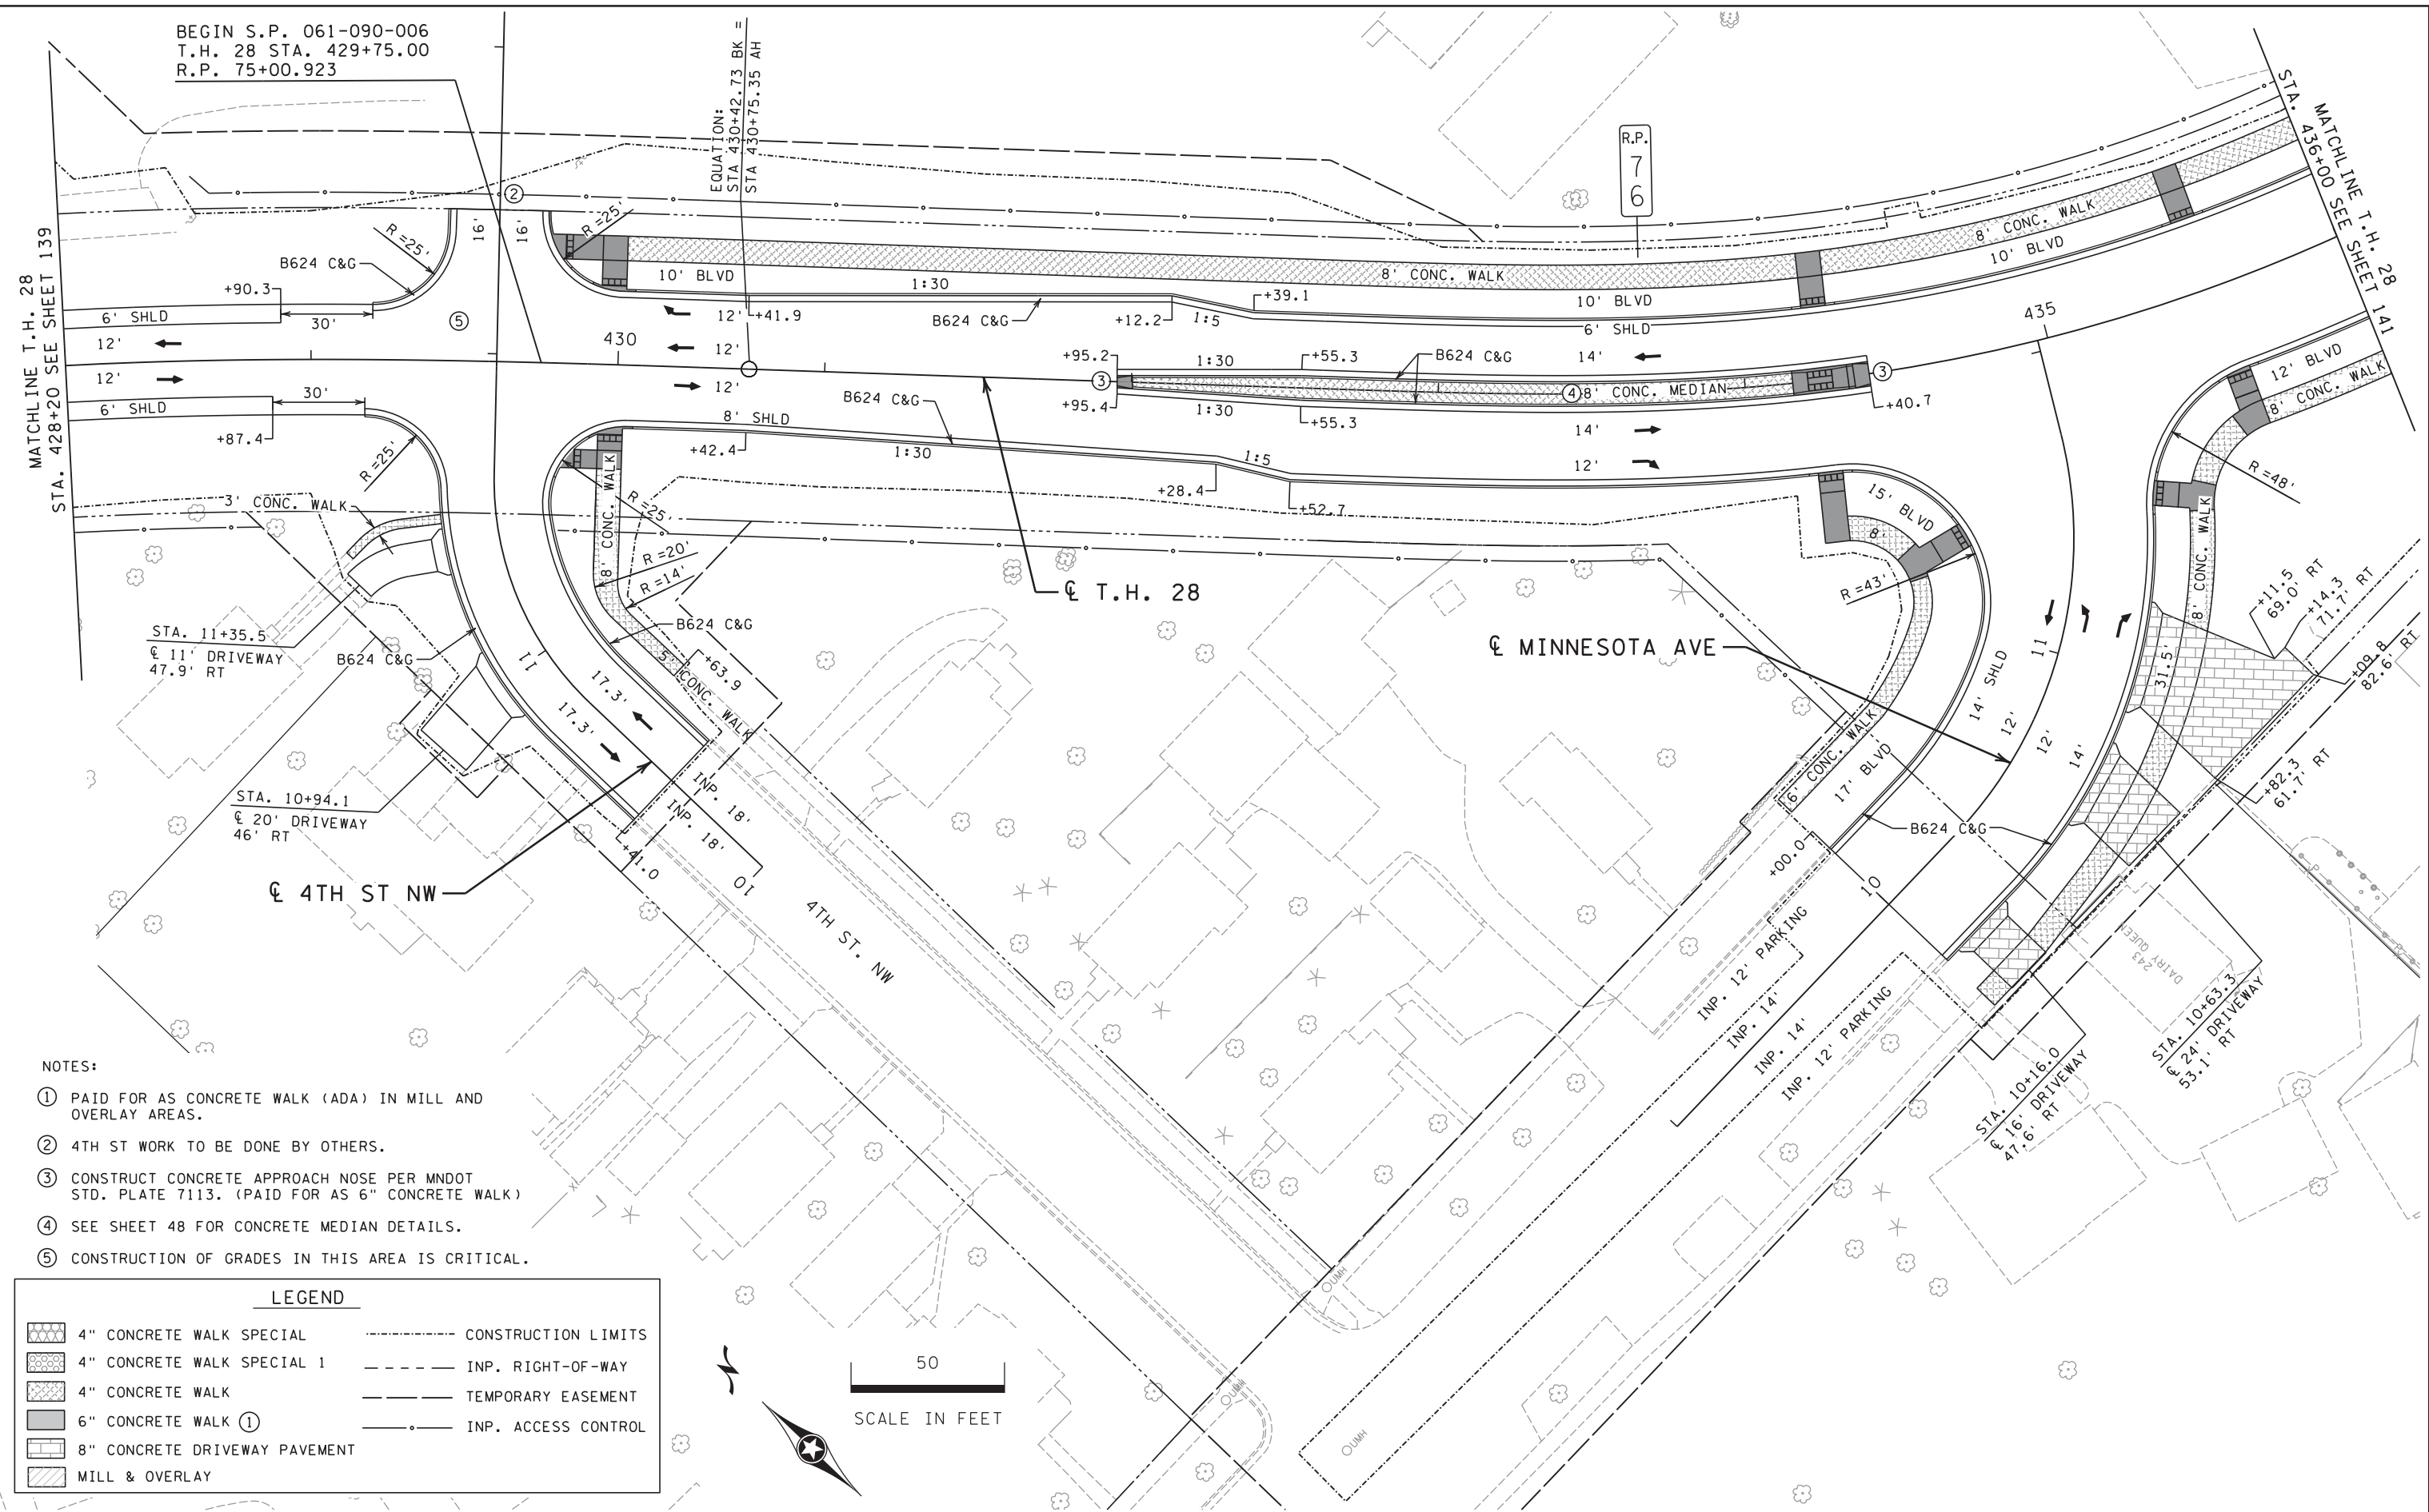 BEGIN S.P. 061-090-006
T.H. 28 STA. 429+75.00
R.P. 75+00.923
EQUATION:
STA 430+42.73 BK =
STA 430+75.35 AH
R.P.
7
6
MATCHLINE T.H. 28
STA. 436+00 SEE SHEET 141
MATCHLINE T.H. 28
STA. 428+20 SEE SHEET 139
2
R=25'
16'
16'
R=25'
B624 C&G
+90.3
30'
6' SHLD
12'
5
10' BLVD
1:30
8' CONC. WALK
10' BLVD
8' CONC. WALK
10' BLVD
12'
+41.9
B624 C&G
+12.2
1:5
+39.1
6' SHLD
435
430
12'
12'
+95.2
1:30
+55.3
B624 C&G
14'
3
4
8' CONC. MEDIAN
3
+95.4
1:30
+55.3
+40.7
14'
12'
12'
6' SHLD
30'
+87.4
R=25'
8' SHLD
B624 C&G
+42.4
1:30
1:5
+28.4
+52.7
12' BLVD
8' CONC. WALK
R=48'
8' CONC. WALK
3' CONC. WALK
8' CONC. WALK
R=25'
R=20'
R=14'
B624 C&G
15' BLVD
8'
R=43'
℄ T.H. 28
℄ MINNESOTA AVE
STA. 11+35.5
℄ 11' DRIVEWAY
47.9' RT
B624 C&G
11
17.3'
17.3'
5' CONC. WALK
+63.9
STA. 10+94.1
℄ 20' DRIVEWAY
46' RT
INP. 18'
INP. 18'
+41.0
10
℄ 4TH ST NW
4TH ST. NW
+11.5
69.0' RT
+14.3
71.7' RT
+09.8
82.6' RT
+82.3
61.7' RT
31.5'
11
14' SHLD
12'
12'
14'
6' CONC. WALK
17' BLVD
B624 C&G
+00.0
10
INP. 12' PARKING
INP. 14'
INP. 14'
INP. 12' PARKING
243
DAIRY QUEEN
STA. 10+63.3
℄ 24' DRIVEWAY
53.1' RT
STA. 10+16.0
℄ 16' DRIVEWAY
47.6' RT
UMH
UMH
UMH
P
NOTES:
1 PAID FOR AS CONCRETE WALK (ADA) IN MILL AND
OVERLAY AREAS.
2 4TH ST WORK TO BE DONE BY OTHERS.
3 CONSTRUCT CONCRETE APPROACH NOSE PER MNDOT
STD. PLATE 7113. (PAID FOR AS 6" CONCRETE WALK)
4 SEE SHEET 48 FOR CONCRETE MEDIAN DETAILS.
5 CONSTRUCTION OF GRADES IN THIS AREA IS CRITICAL.
LEGEND
4" CONCRETE WALK SPECIAL
4" CONCRETE WALK SPECIAL 1
4" CONCRETE WALK
6" CONCRETE WALK 1
8" CONCRETE DRIVEWAY PAVEMENT
MILL & OVERLAY
CONSTRUCTION LIMITS
INP. RIGHT-OF-WAY
TEMPORARY EASEMENT
INP. ACCESS CONTROL
50
SCALE IN FEET